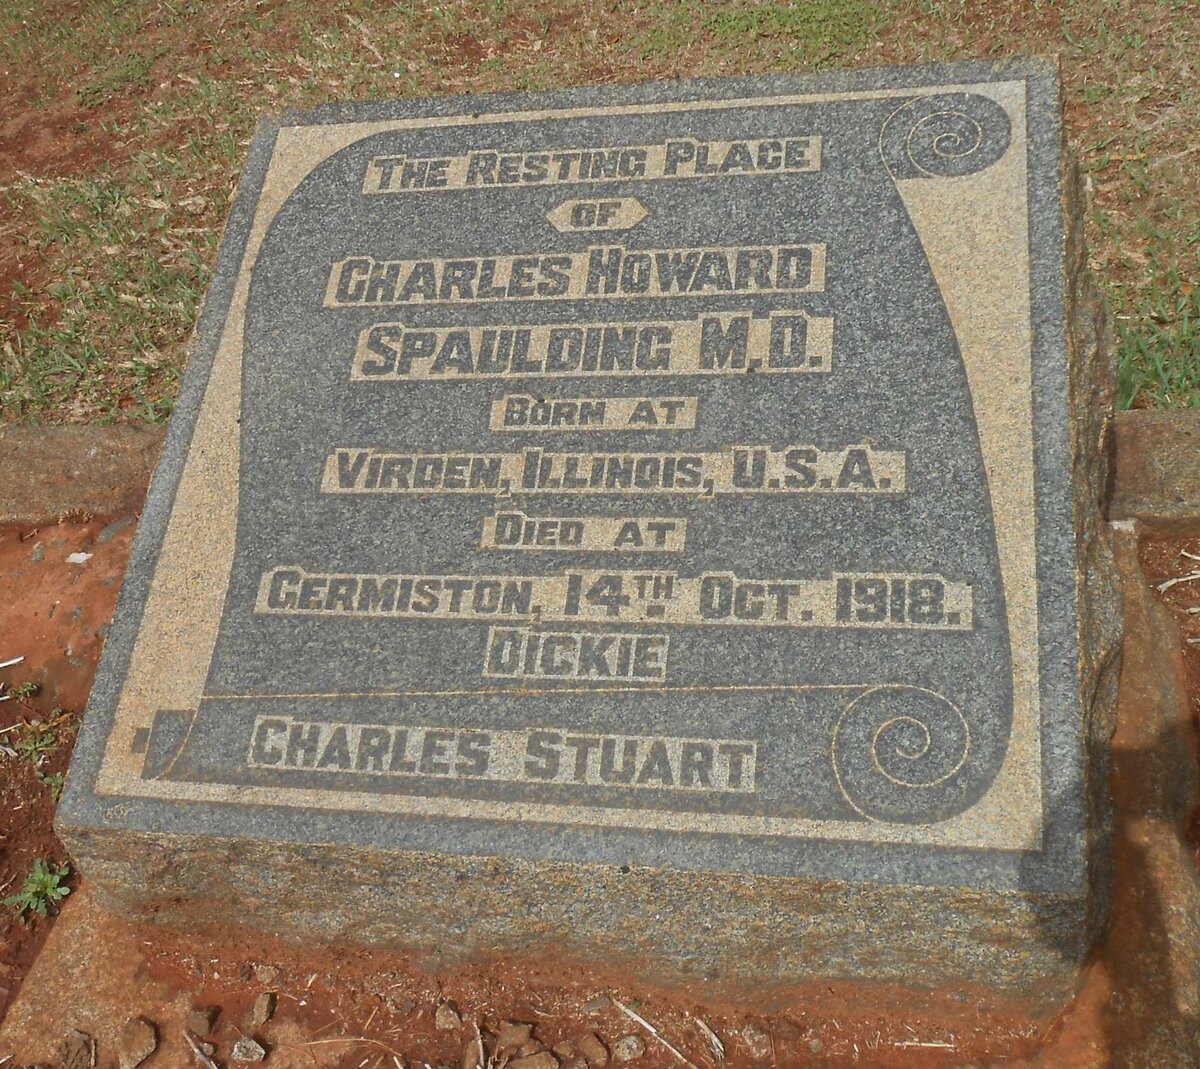 THE RESTING PLACE
OF
CHARLES HOWARD
SPAULDING M.D.
BORN AT
VIRDEN, ILLINOIS, U.S.A.
DIED AT
GERMISTON, 14TH OCT. 1918.
DICKIE
CHARLES STUART